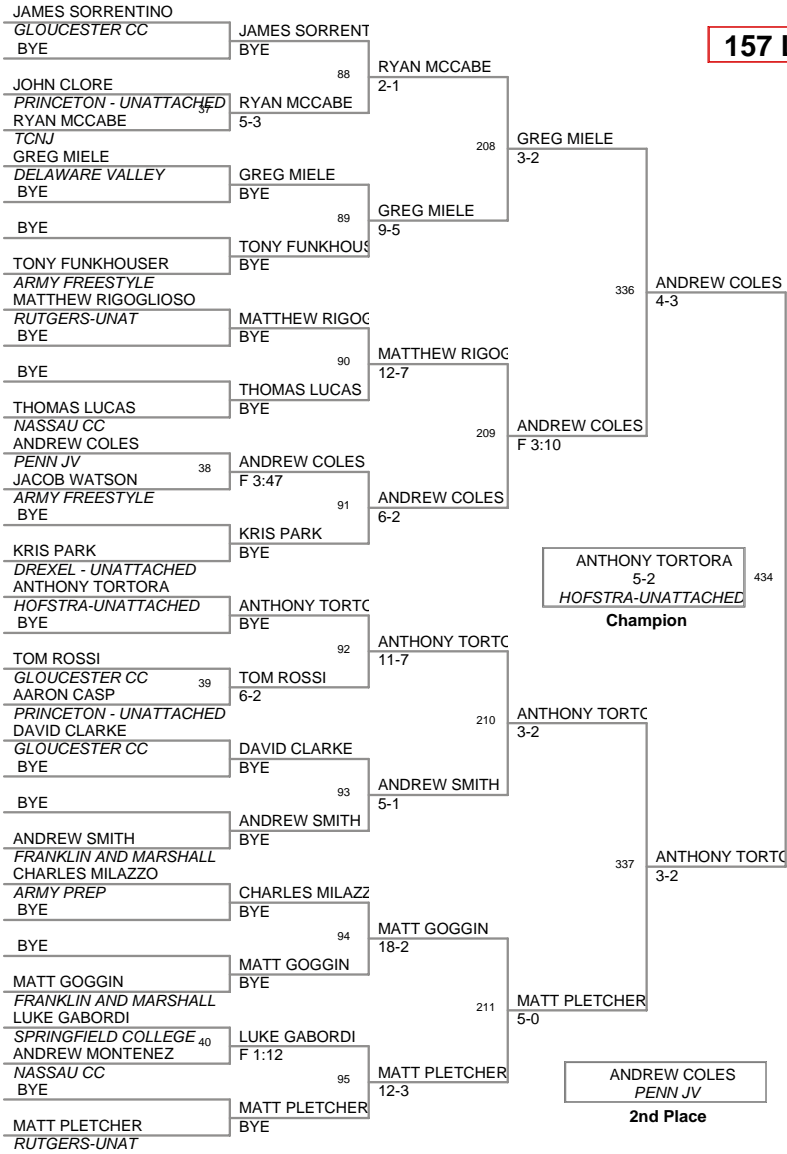 JAMES SORRENTINO
GLOUCESTER CC
BYE
JOHN CLORE
PRINCETON - UNATTACHED
37
RYAN MCCABE
TCNJ
GREG MIELE
DELAWARE VALLEY
BYE
BYE
TONY FUNKHOUSER
ARMY FREESTYLE
MATTHEW RIGOGLIOSO
RUTGERS-UNAT
BYE
BYE
THOMAS LUCAS
NASSAU CC
ANDREW COLES
PENN JV
38
JACOB WATSON
ARMY FREESTYLE
BYE
KRIS PARK
DREXEL - UNATTACHED
ANTHONY TORTORA
HOFSTRA-UNATTACHED
BYE
TOM ROSSI
GLOUCESTER CC
39
AARON CASP
PRINCETON - UNATTACHED
DAVID CLARKE
GLOUCESTER CC
BYE
BYE
ANDREW SMITH
FRANKLIN AND MARSHALL
CHARLES MILAZZO
ARMY PREP
BYE
BYE
MATT GOGGIN
FRANKLIN AND MARSHALL
LUKE GABORDI
SPRINGFIELD COLLEGE
40
ANDREW MONTENEZ
NASSAU CC
BYE
MATT PLETCHER
RUTGERS-UNAT
JAMES SORRENT
BYE
88
RYAN MCCABE
5-3
GREG MIELE
BYE
89
TONY FUNKHOUS
BYE
MATTHEW RIGOG
BYE
90
THOMAS LUCAS
BYE
ANDREW COLES
F 3:47
91
KRIS PARK
BYE
ANTHONY TORTO
BYE
92
TOM ROSSI
6-2
DAVID CLARKE
BYE
93
ANDREW SMITH
BYE
CHARLES MILAZZ
BYE
94
MATT GOGGIN
BYE
LUKE GABORDI
F 1:12
95
MATT PLETCHER
BYE
RYAN MCCABE
2-1
208
GREG MIELE
9-5
MATTHEW RIGOG
12-7
209
ANDREW COLES
6-2
ANTHONY TORTO
11-7
210
ANDREW SMITH
5-1
MATT GOGGIN
18-2
211
MATT PLETCHER
12-3
GREG MIELE
3-2
336
ANDREW COLES
F 3:10
ANTHONY TORTO
3-2
337
MATT PLETCHER
5-0
ANDREW COLES
4-3
ANTHONY TORTO
3-2
157
ANTHONY TORTORA
5-2
HOFSTRA-UNATTACHED
434
Champion
ANDREW COLES
PENN JV
2nd Place